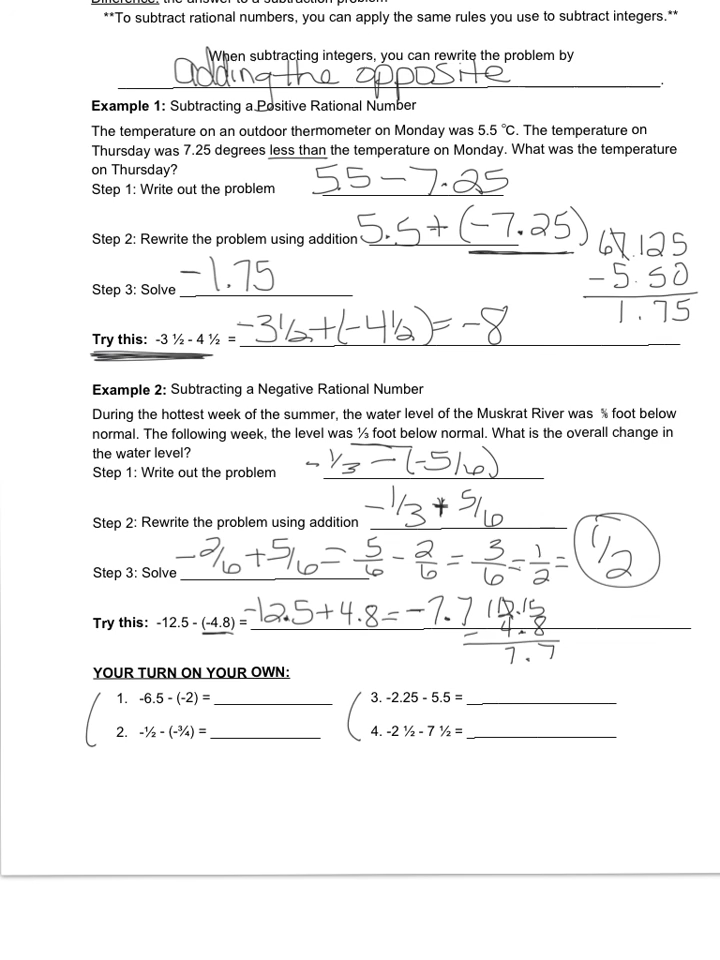 **To subtract rational numbers, you can apply the same rules you use to subtract integers.**
When subtracting integers, you can rewrite the problem by
adding the opposite.
Example 1: Subtracting a Positive Rational Number
The temperature on an outdoor thermometer on Monday was 5.5 °C. The temperature on
Thursday was 7.25 degrees less than the temperature on Monday. What was the temperature
on Thursday?
Step 1: Write out the problem 5.5 - 7.25
Step 2: Rewrite the problem using addition 5.5 + (-7.25)
6 7.125
- 5.50
1.75
Step 3: Solve -1.75
Try this: -3 ½ - 4 ½ = -3 1/2 + (-4 1/2) = -8
Example 2: Subtracting a Negative Rational Number
During the hottest week of the summer, the water level of the Muskrat River was ⅚ foot below
normal. The following week, the level was ⅓ foot below normal. What is the overall change in
the water level?
Step 1: Write out the problem - 1/3 - (-5/6)
Step 2: Rewrite the problem using addition -1/3 + 5/6
Step 3: Solve -2/6 + 5/6 = 5/6 - 2/6 = 3/6 = 1/2 = 1/2
Try this: -12.5 - (-4.8) = -12.5 + 4.8 = -7.7
- 4.8
7.7
YOUR TURN ON YOUR OWN:
1. -6.5 - (-2) =
2. -½ - (-¾) =
3. -2.25 - 5.5 =
4. -2 ½ - 7 ½ =